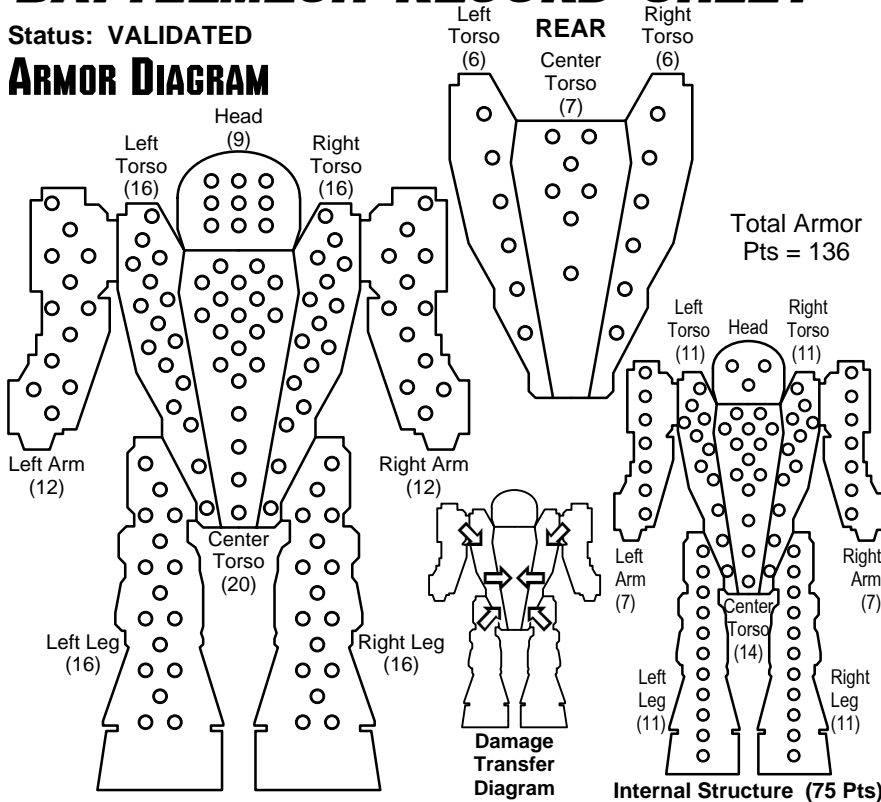 BATTLEMECH RECORD SHEET
Status: VALIDATED
ARMOR DIAGRAM
Head
(9)
Left
Torso
(16)
Right
Torso
(16)
Left Arm
(12)
Right Arm
(12)
Center
Torso
(20)
Left Leg
(16)
Right Leg
(16)
REAR
Left
Torso
(6)
Center
Torso
(7)
Right
Torso
(6)
Total Armor
Pts = 136
Damage
Transfer
Diagram
Left
Torso
(11)
Head
Right
Torso
(11)
Left
Arm
(7)
Right
Arm
(7)
Center
Torso
(14)
Left
Leg
(11)
Right
Leg
(11)
Internal Structure (75 Pts)